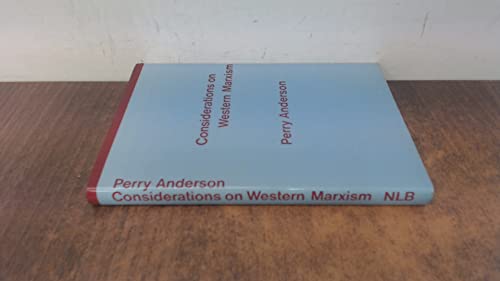 Considerations on
Western Marxism
Perry Anderson
Perry Anderson
Considerations on Western Marxism NLB